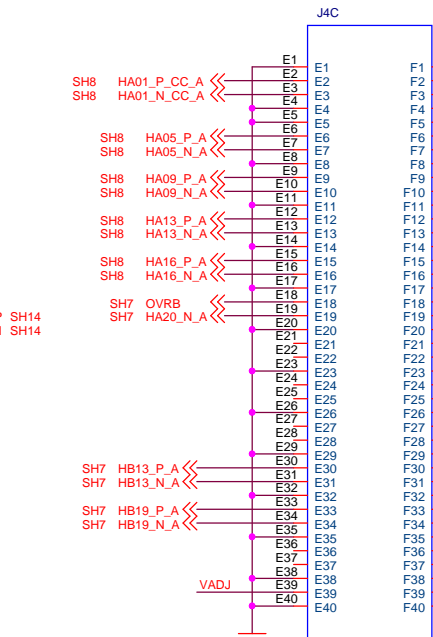 J4C
E1 E1 F1
SH8 HA01_P_CC_A E2 E2 F2
SH8 HA01_N_CC_A E3 E3 F3
E4 E4 F4
E5 E5 F5
SH8 HA05_P_A E6 E6 F6
SH8 HA05_N_A E7 E7 F7
E8 E8 F8
SH8 HA09_P_A E9 E9 F9
SH8 HA09_N_A E10 E10 F10
E11 E11 F11
SH8 HA13_P_A E12 E12 F12
SH8 HA13_N_A E13 E13 F13
E14 E14 F14
SH8 HA16_P_A E15 E15 F15
SH8 HA16_N_A E16 E16 F16
E17 E17 F17
SH7 OVRB E18 E18 F18
P SH14 SH7 HA20_N_A E19 E19 F19
SH14 E20 E20 F20
E21 E21 F21
E22 E22 F22
E23 E23 F23
E24 E24 F24
E25 E25 F25
E26 E26 F26
E27 E27 F27
E28 E28 F28
E29 E29 F29
SH7 HB13_P_A E30 E30 F30
SH7 HB13_N_A E31 E31 F31
E32 E32 F32
SH7 HB19_P_A E33 E33 F33
SH7 HB19_N_A E34 E34 F34
E35 E35 F35
E36 E36 F36
E37 E37 F37
E38 E38 F38
VADJ E39 E39 F39
E40 E40 F40